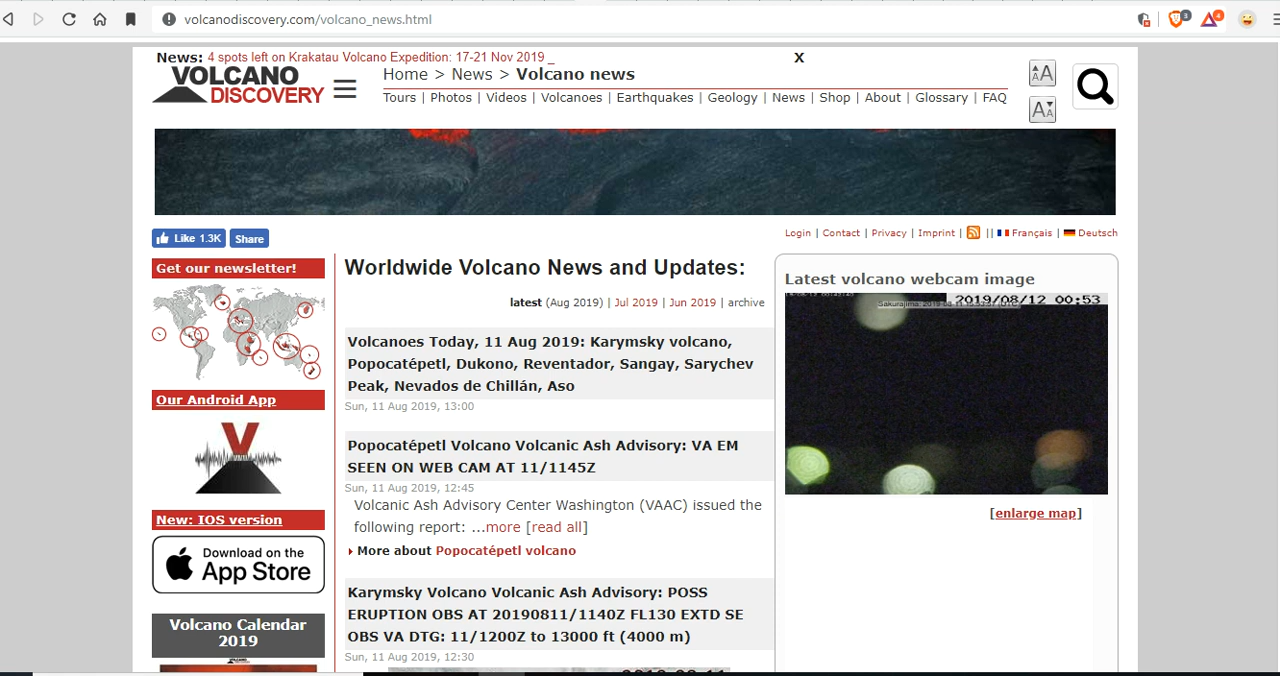 volcanodiscovery.com/volcano_news.html
3
4
News: 4 spots left on Krakatau Volcano Expedition: 17-21 Nov 2019 _
X
VOLCANO
DISCOVERY
Home > News > Volcano news
Tours | Photos | Videos | Volcanoes | Earthquakes | Geology | News | Shop | About | Glossary | FAQ
AA
AA
Like 1.3K
Share
Login | Contact | Privacy | Imprint | || Français | Deutsch
Get our newsletter!
Our Android App
New: IOS version
Download on the
App Store
Volcano Calendar
2019
VOLCANO
Worldwide Volcano News and Updates:
latest (Aug 2019) | Jul 2019 | Jun 2019 | archive
Volcanoes Today, 11 Aug 2019: Karymsky volcano,
Popocatépetl, Dukono, Reventador, Sangay, Sarychev
Peak, Nevados de Chillán, Aso
Sun, 11 Aug 2019, 13:00
Popocatépetl Volcano Volcanic Ash Advisory: VA EM
SEEN ON WEB CAM AT 11/1145Z
Sun, 11 Aug 2019, 12:45
Volcanic Ash Advisory Center Washington (VAAC) issued the
following report: ...more [read all]
More about Popocatépetl volcano
Karymsky Volcano Volcanic Ash Advisory: POSS
ERUPTION OBS AT 20190811/1140Z FL130 EXTD SE
OBS VA DTG: 11/1200Z to 13000 ft (4000 m)
Sun, 11 Aug 2019, 12:30
Latest volcano webcam image
2019/08/12 00:53
[enlarge map]